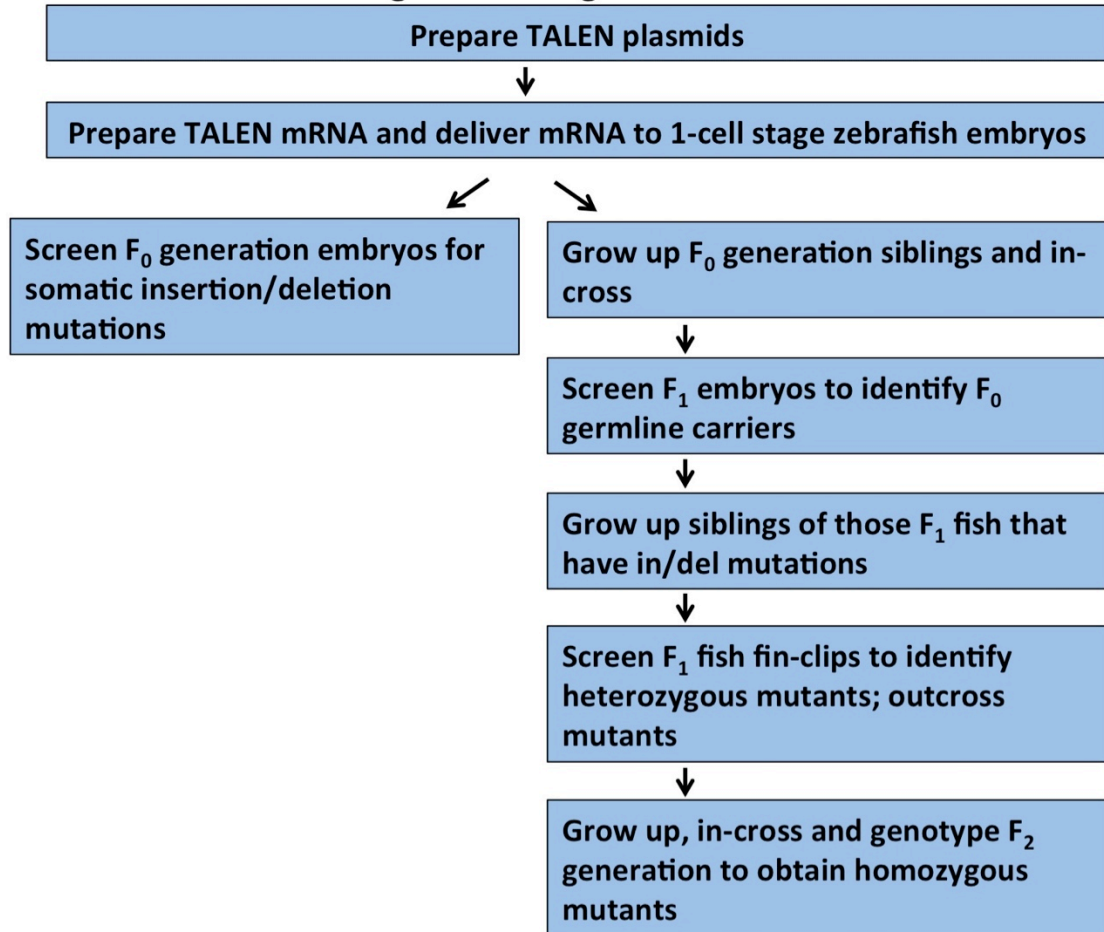 Prepare TALEN plasmids
Prepare TALEN mRNA and deliver mRNA to 1-cell stage zebrafish embryos
Screen F₀ generation embryos for
somatic insertion/deletion
mutations
Grow up F₀ generation siblings and in-
cross
Screen F₁ embryos to identify F₀
germline carriers
Grow up siblings of those F₁ fish that
have in/del mutations
Screen F₁ fish fin-clips to identify
heterozygous mutants; outcross
mutants
Grow up, in-cross and genotype F₂
generation to obtain homozygous
mutants